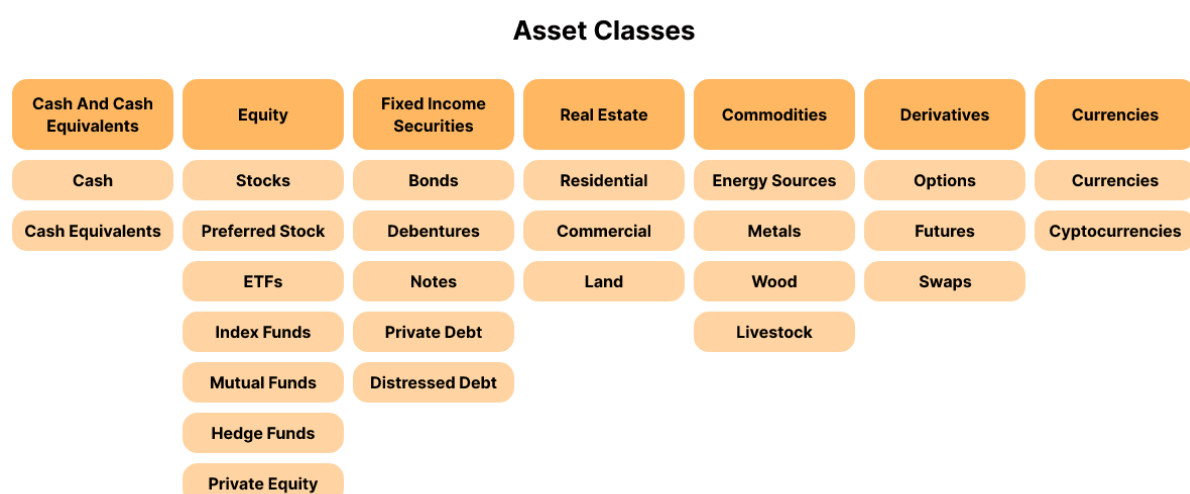 Asset Classes
Cash And Cash
Equivalents
Cash
Cash Equivalents
Equity
Stocks
Preferred Stock
ETFs
Index Funds
Mutual Funds
Hedge Funds
Private Equity
Fixed Income
Securities
Bonds
Debentures
Notes
Private Debt
Distressed Debt
Real Estate
Residential
Commercial
Land
Commodities
Energy Sources
Metals
Wood
Livestock
Derivatives
Options
Futures
Swaps
Currencies
Currencies
Cyptocurrencies